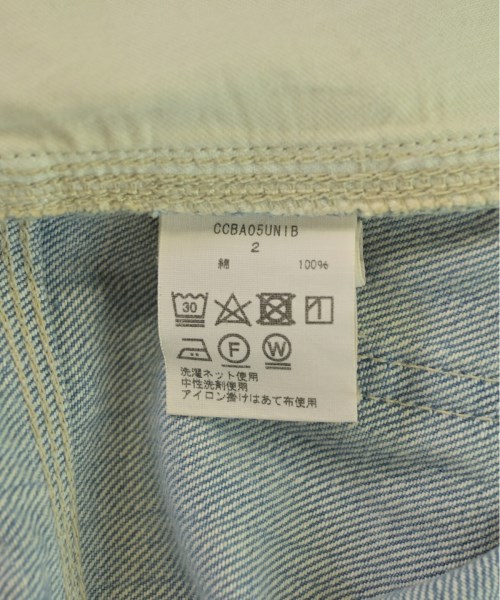 CCBA05UNIB
2
綿 100%
30
F W
洗濯ネット使用
中性洗剤使用
アイロン掛けはあて布使用